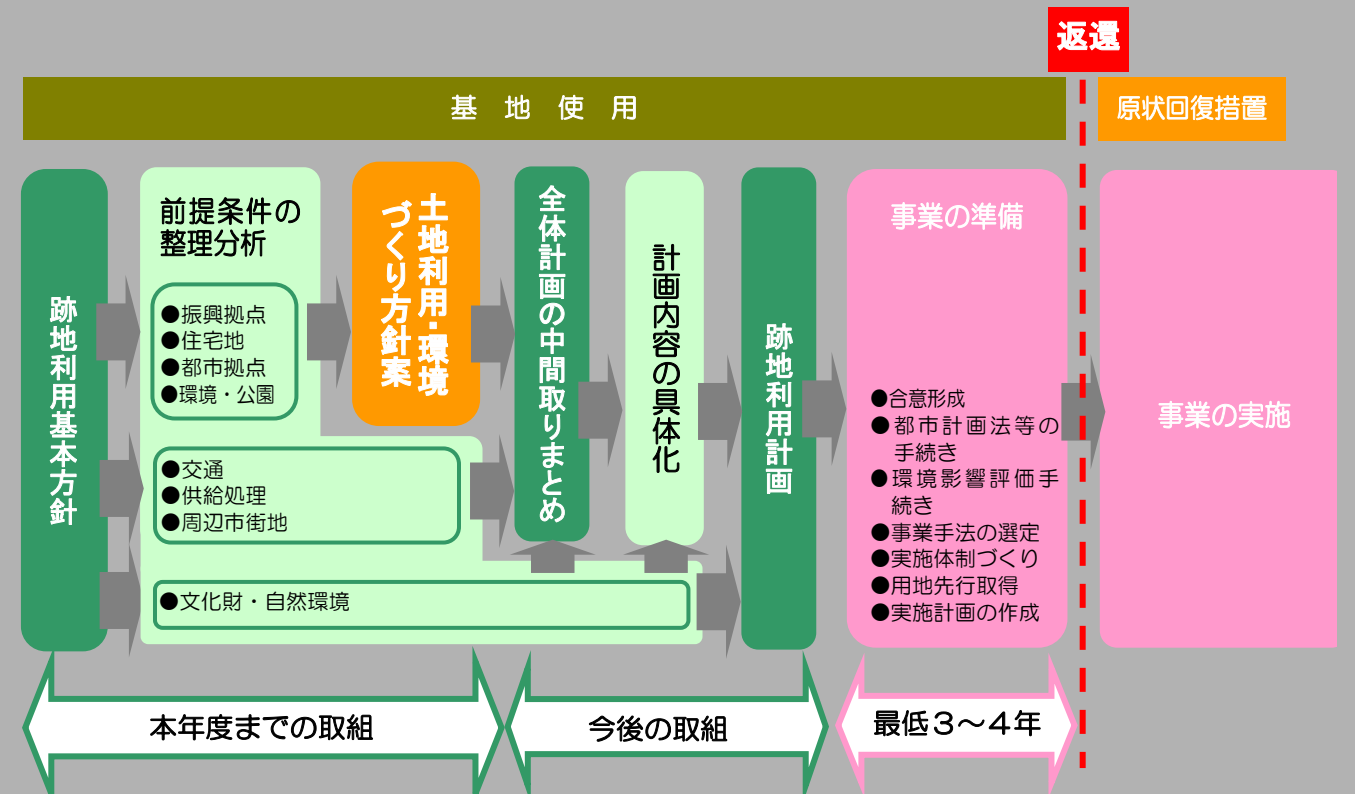 返還
基地使用
原状回復措置
跡地利用基本方針
前提条件の
整理分析
●振興拠点
●住宅地
●都市拠点
●環境・公園
●交通
●供給処理
●周辺市街地
●文化財・自然環境
土地利用・環境
づくり方針案
全体計画の中間取りまとめ
計画内容の具体化
跡地利用計画
事業の準備
●合意形成
●都市計画法等の
手続き
●環境影響評価手
続き
●事業手法の選定
●実施体制づくり
●用地先行取得
●実施計画の作成
事業の実施
本年度までの取組
今後の取組
最低３～４年